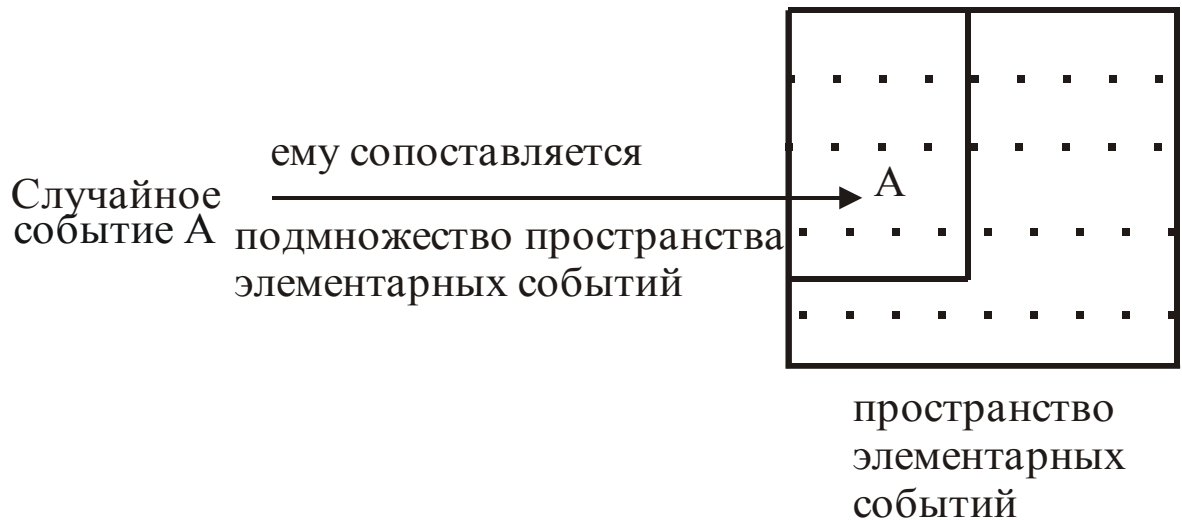 ему сопоставляется
Случайное
событие А
подмножество пространства
элементарных событий
А
пространство
элементарных
событий